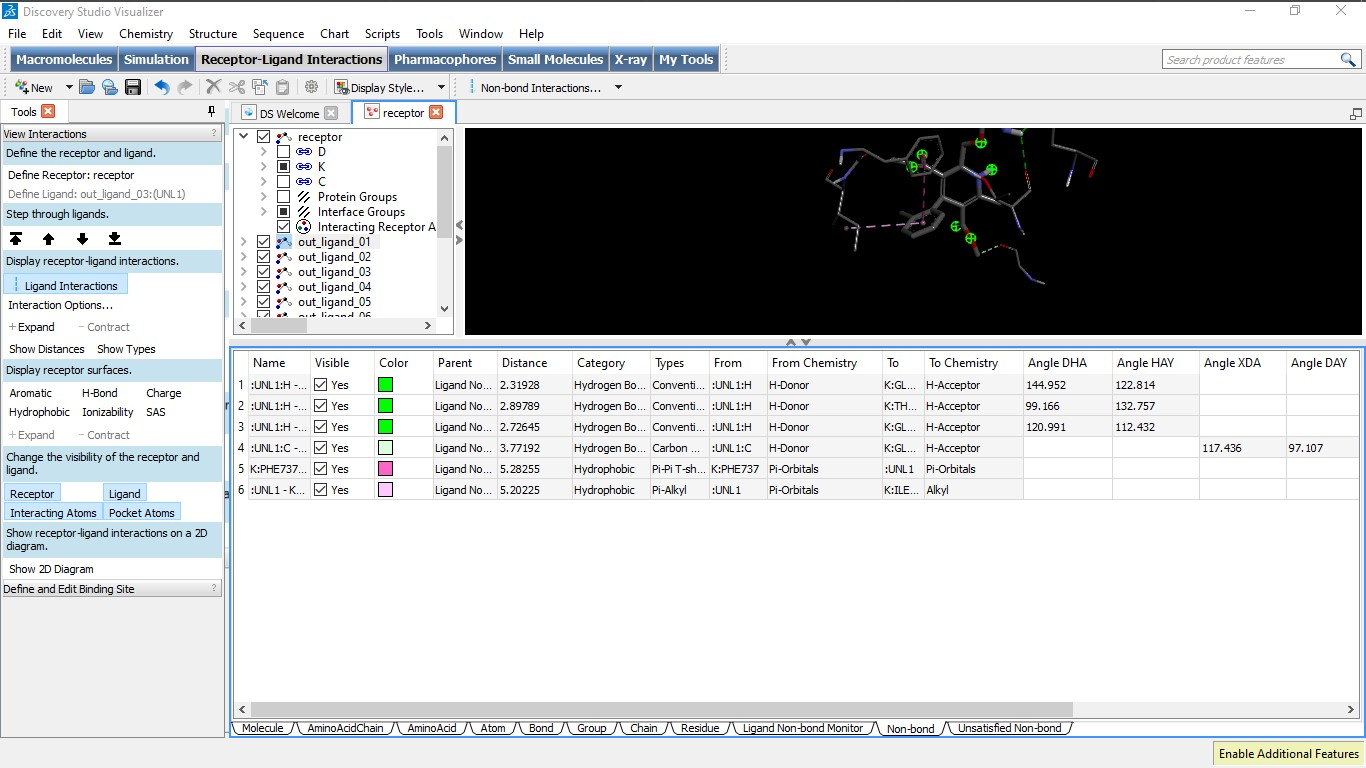 Discovery Studio Visualizer
File Edit View Chemistry Structure Sequence Chart Scripts Tools Window Help
Macromolecules Simulation Receptor-Ligand Interactions Pharmacophores Small Molecules X-ray My Tools Search product features
New Display Style... Non-bond Interactions...
Tools
View Interactions ?
Define the receptor and ligand.
Define Receptor: receptor
Define Ligand: out_ligand_03:(UNL1)
Step through ligands.
Display receptor-ligand interactions.
Ligand Interactions
Interaction Options...
+ Expand - Contract
Show Distances Show Types
Display receptor surfaces.
Aromatic H-Bond Charge
Hydrophobic Ionizability SAS
+ Expand - Contract
Change the visibility of the receptor and
ligand.
Receptor Ligand
Interacting Atoms Pocket Atoms
Show receptor-ligand interactions on a 2D
diagram.
Show 2D Diagram
Define and Edit Binding Site ?
DS Welcome receptor
receptor
D
K
C
Protein Groups
Interface Groups
Interacting Receptor A
out_ligand_01
out_ligand_02
out_ligand_03
out_ligand_04
out_ligand_05
out_ligand_06
Name Visible Color Parent Distance Category Types From From Chemistry To To Chemistry Angle DHA Angle HAY Angle XDA Angle DAY
1 :UNL1:H -... Yes Ligand No... 2.31928 Hydrogen Bo... Conventi... :UNL1:H H-Donor K:GL... H-Acceptor 144.952 122.814
2 :UNL1:H -... Yes Ligand No... 2.89789 Hydrogen Bo... Conventi... :UNL1:H H-Donor K:TH... H-Acceptor 99.166 132.757
3 :UNL1:H -... Yes Ligand No... 2.72645 Hydrogen Bo... Conventi... :UNL1:H H-Donor K:GL... H-Acceptor 120.991 112.432
4 :UNL1:C -... Yes Ligand No... 3.77192 Hydrogen Bo... Carbon ... :UNL1:C H-Donor K:GL... H-Acceptor 117.436 97.107
5 K:PHE737... Yes Ligand No... 5.28255 Hydrophobic Pi-Pi T-sh... K:PHE737 Pi-Orbitals :UNL1 Pi-Orbitals
6 :UNL1 - K... Yes Ligand No... 5.20225 Hydrophobic Pi-Alkyl :UNL1 Pi-Orbitals K:ILE... Alkyl
Molecule AminoAcidChain AminoAcid Atom Bond Group Chain Residue Ligand Non-bond Monitor Non-bond Unsatisfied Non-bond
Enable Additional Features